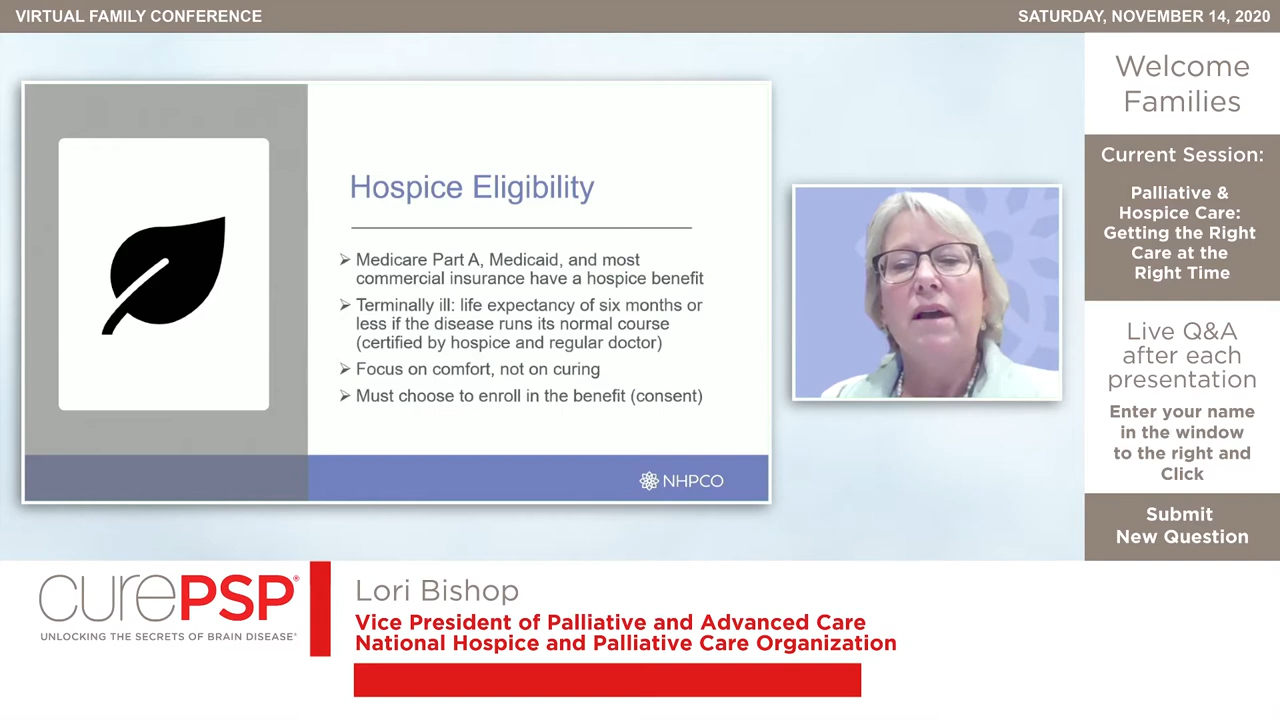 VIRTUAL FAMILY CONFERENCE
SATURDAY, NOVEMBER 14, 2020
Hospice Eligibility
➢ Medicare Part A, Medicaid, and most
commercial insurance have a hospice benefit
➢ Terminally ill: life expectancy of six months or
less if the disease runs its normal course
(certified by hospice and regular doctor)
➢ Focus on comfort, not on curing
➢ Must choose to enroll in the benefit (consent)
NHPCO
Welcome
Families
Current Session:
Palliative &
Hospice Care:
Getting the Right
Care at the
Right Time
Live Q&A
after each
presentation
Enter your name
in the window
to the right and
Click
Submit
New Question
curePSP®
UNLOCKING THE SECRETS OF BRAIN DISEASE®
Lori Bishop
Vice President of Palliative and Advanced Care
National Hospice and Palliative Care Organization